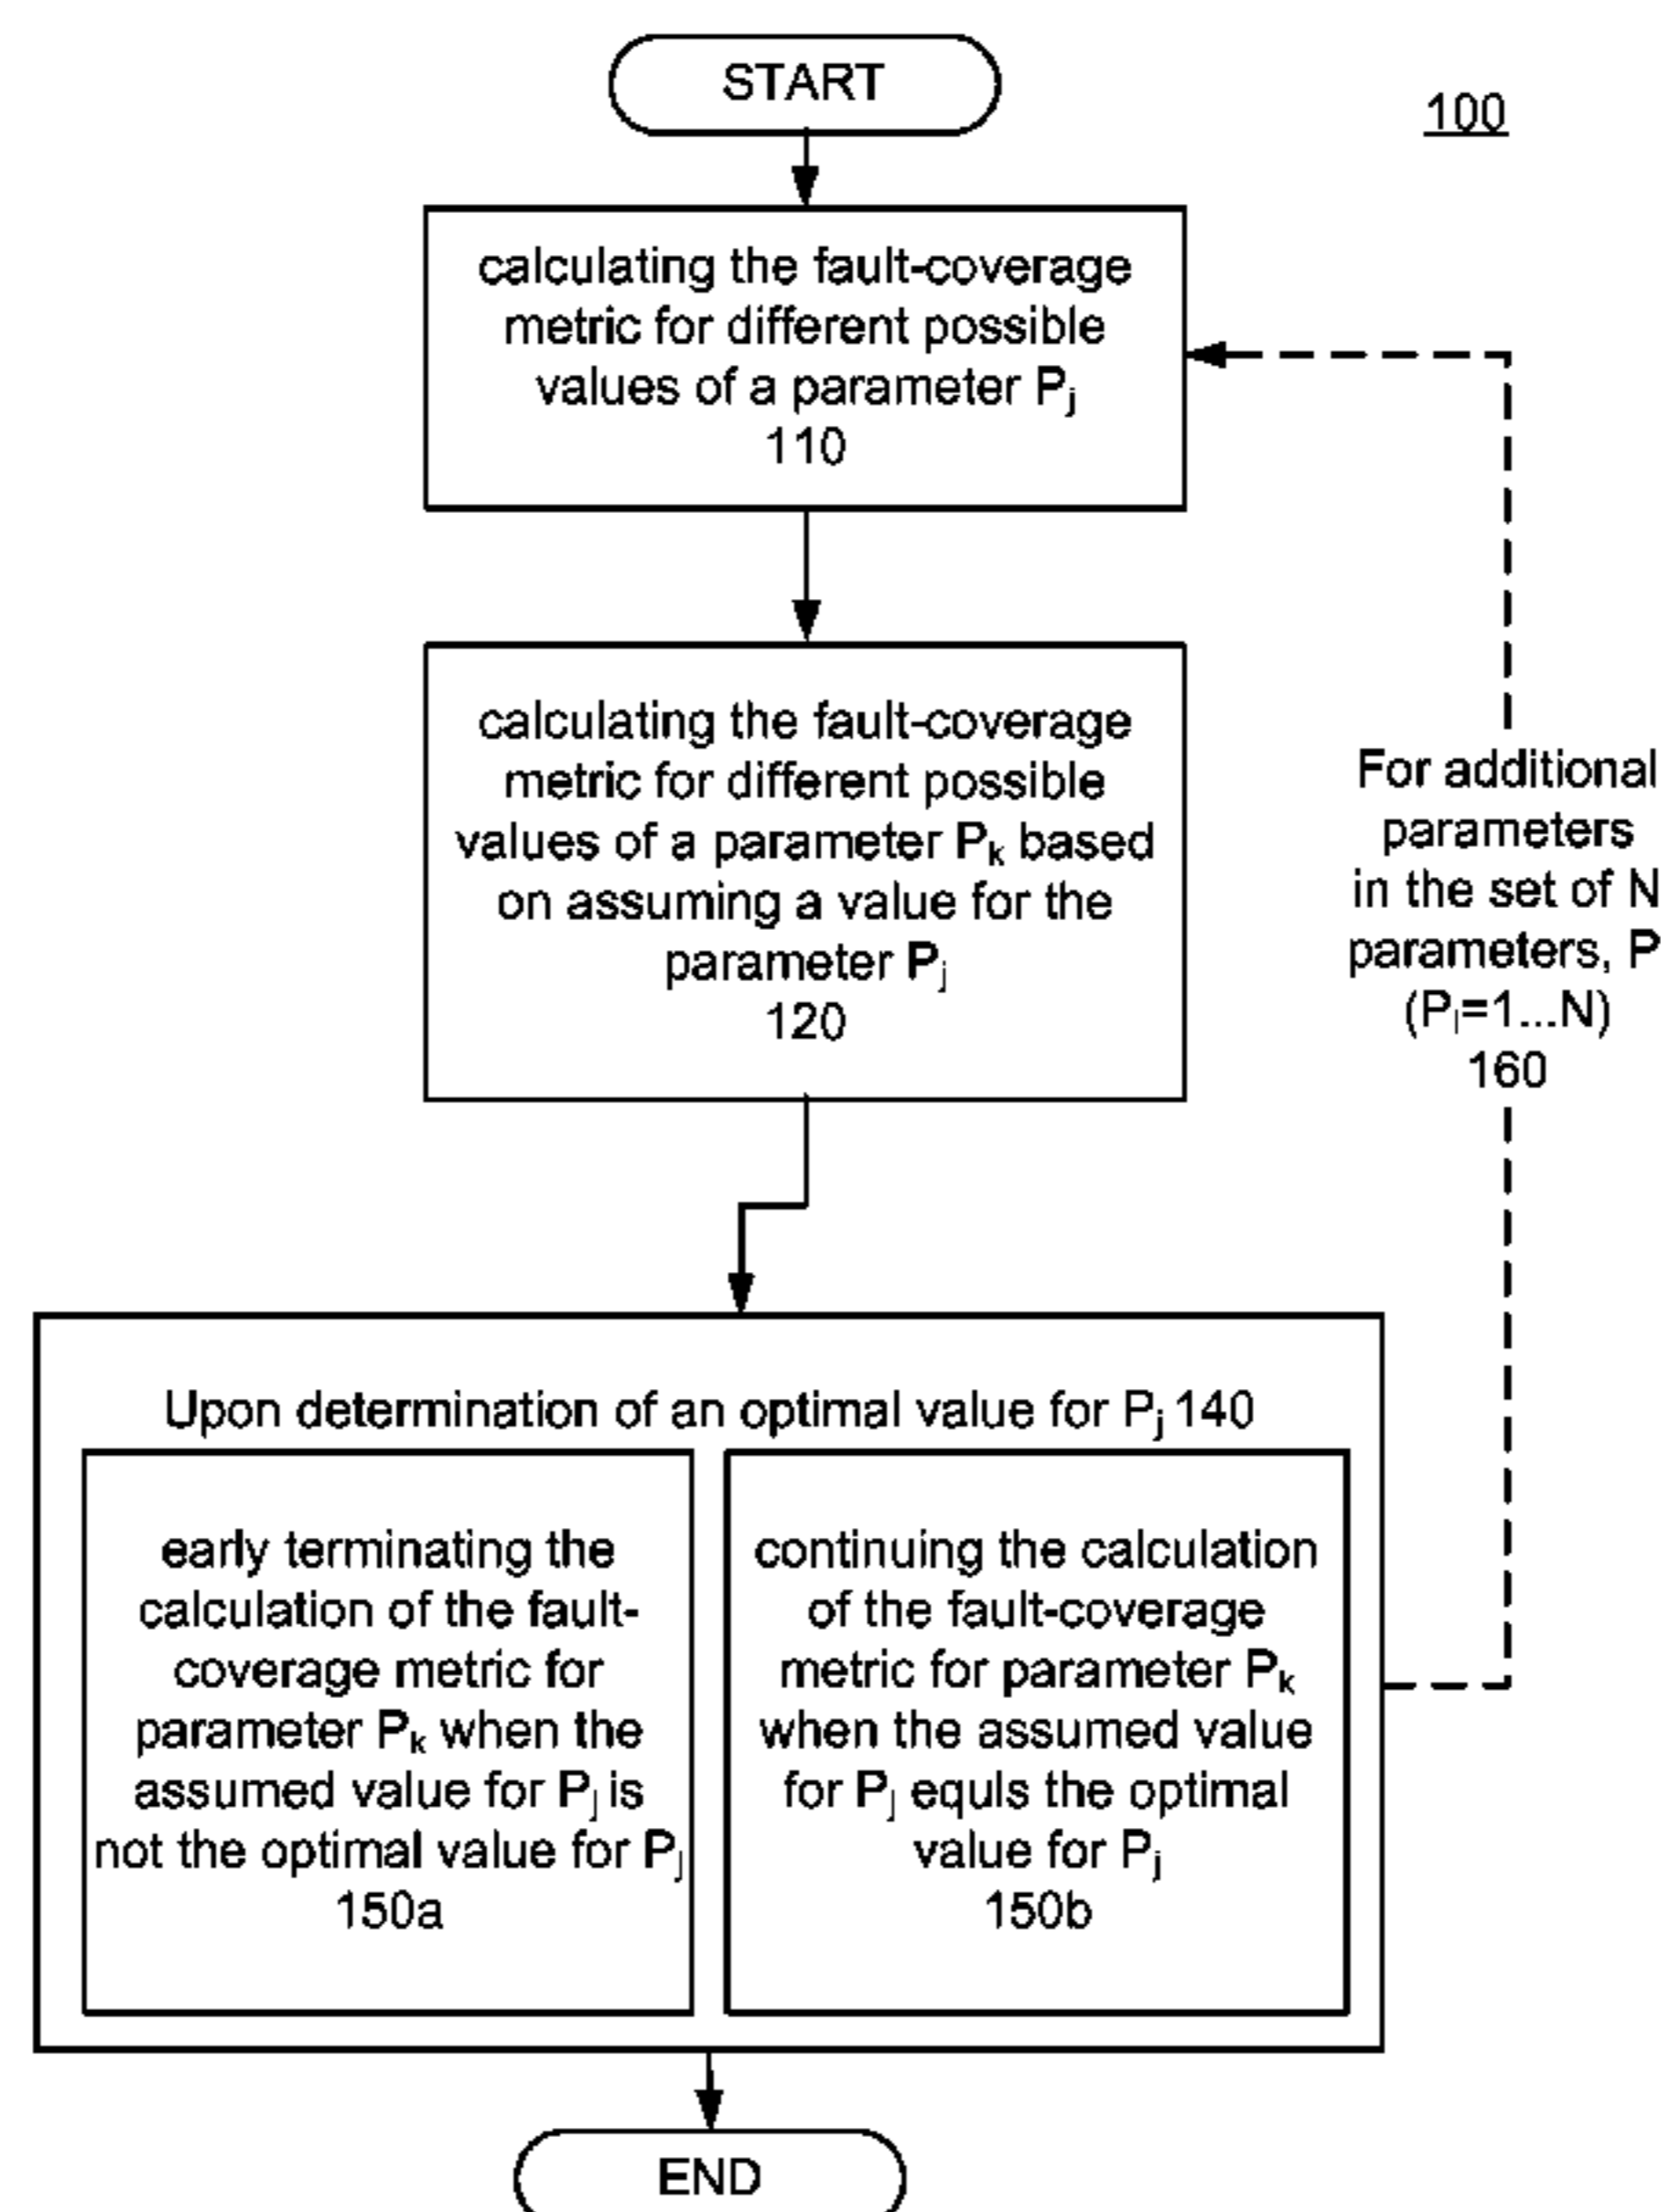 START
100
calculating the fault-coverage
metric for different possible
values of a parameter Pj
110
calculating the fault-coverage
metric for different possible
values of a parameter Pk based
on assuming a value for the
parameter Pj
120
For additional
parameters
in the set of N
parameters, P
(Pl=1...N)
160
Upon determination of an optimal value for Pj 140
early terminating the
calculation of the fault-
coverage metric for
parameter Pk when the
assumed value for Pj is
not the optimal value for Pj
150a
continuing the calculation
of the fault-coverage
metric for parameter Pk
when the assumed value
for Pj equls the optimal
value for Pj
150b
END